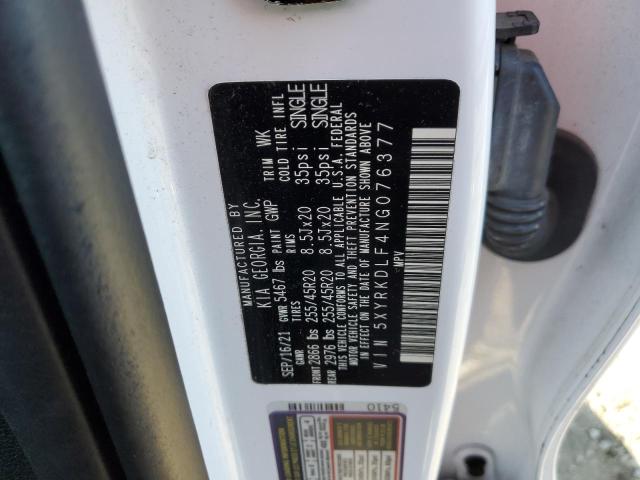 MANUFACTURED BY
KIA GEORGIA, INC.
SEP/16/21 GVWR 5467 lbs PAINT GWP TRIM WK
GAWR RIMS COLD TIRE INFL
FRONT 2866 lbs 255/45R20 8.5Jx20 35psi SINGLE
REAR 2976 lbs 255/45R20 8.5Jx20 35psi SINGLE
THIS VEHICLE CONFORMS TO ALL APPLICABLE U.S.A. FEDERAL
MOTOR VEHICLE SAFETY AND THEFT PREVENTION STANDARDS
IN EFFECT ON THE DATE OF MANUFACTURE SHOWN ABOVE
VIN 5XYRKDLF4NG076377
MPV
5410